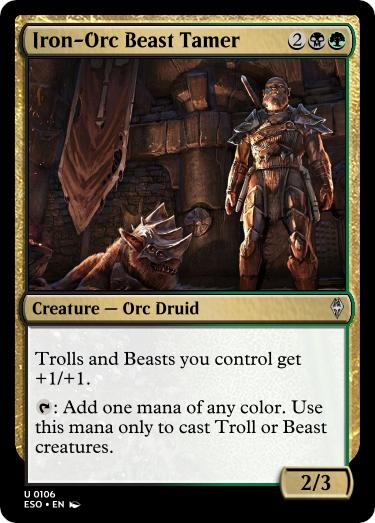 Iron-Orc Beast Tamer 2
Creature — Orc Druid
Trolls and Beasts you control get
+1/+1.
: Add one mana of any color. Use
this mana only to cast Troll or Beast
creatures.
2/3
U 0106
ESO • EN